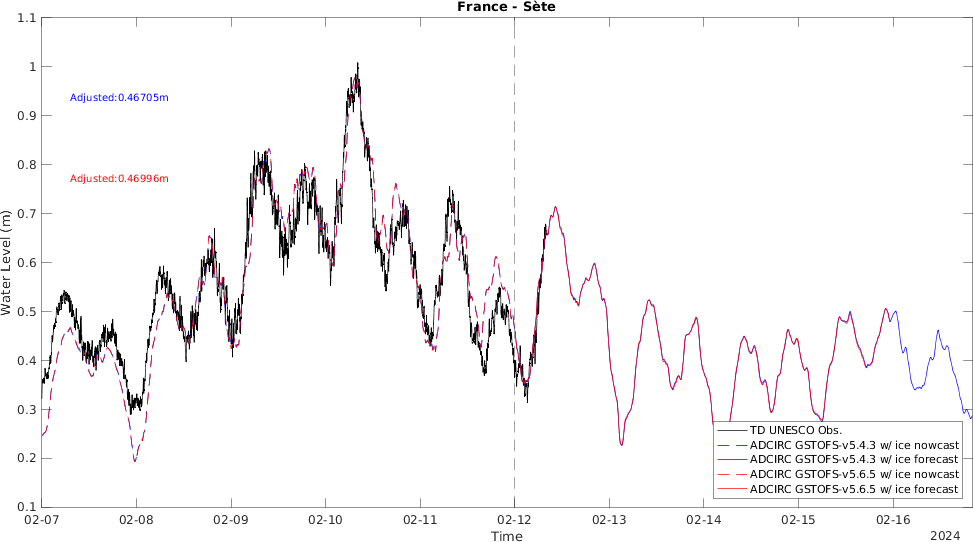 France - Sète
1.1
1
0.9
0.8
0.7
0.6
0.5
0.4
0.3
0.2
0.1
Water Level (m)
Adjusted:0.46705m
Adjusted:0.46996m
TD UNESCO Obs.
ADCIRC GSTOFS-v5.4.3 w/ ice nowcast
ADCIRC GSTOFS-v5.4.3 w/ ice forecast
ADCIRC GSTOFS-v5.6.5 w/ ice nowcast
ADCIRC GSTOFS-v5.6.5 w/ ice forecast
02-07 02-08 02-09 02-10 02-11 02-12 02-13 02-14 02-15 02-16
Time
2024